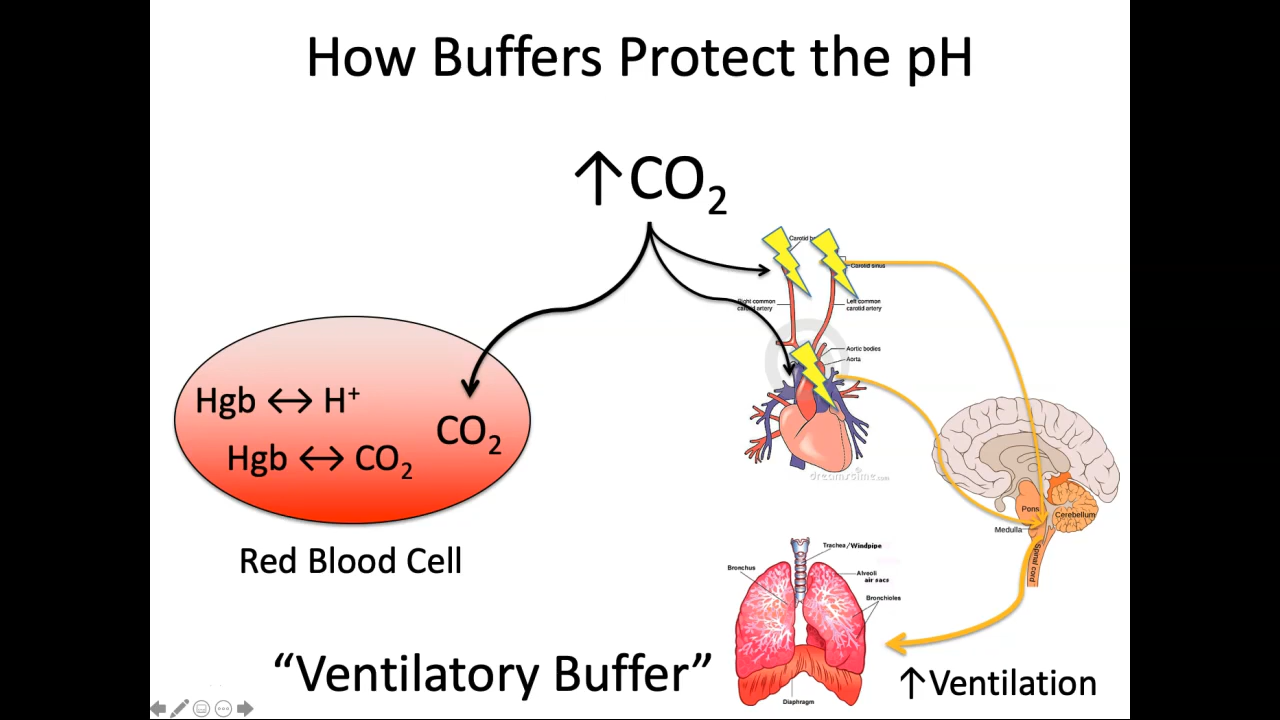 How Buffers Protect the pH
↑CO₂
Carotid sinus
Right common
carotid artery
Left common
carotid artery
Aortic bodies
Aorta
Hgb ↔ H⁺
CO₂
Hgb ↔ CO₂
dreamstime.com
Pons
Cerebellum
Medulla
Spinal cord
Red Blood Cell
Trachea/Windpipe
Bronchus
Alveoli
air sacs
Bronchioles
Diaphragm
“Ventilatory Buffer”
↑Ventilation